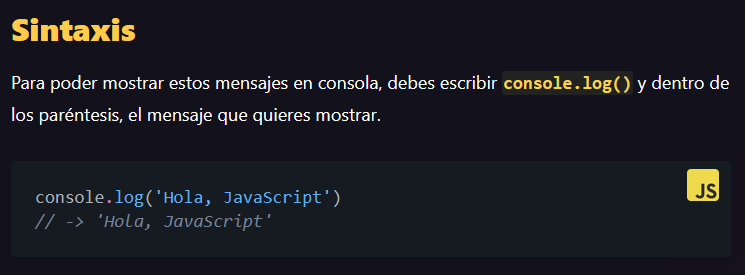 Sintaxis
Para poder mostrar estos mensajes en consola, debes escribir console.log() y dentro de
los paréntesis, el mensaje que quieres mostrar.
JS
console.log('Hola, JavaScript')
// -> 'Hola, JavaScript'